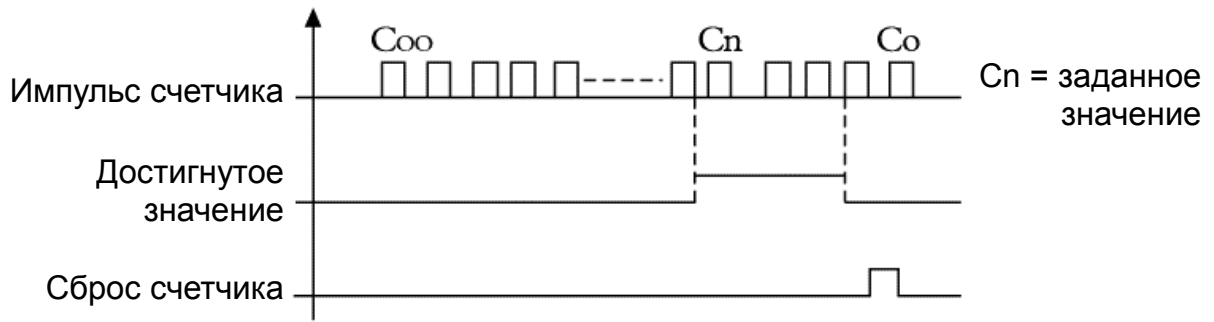 Coo
Cn
Co
Импульс счетчика
Cn = заданное
значение
Достигнутое
значение
Сброс счетчика